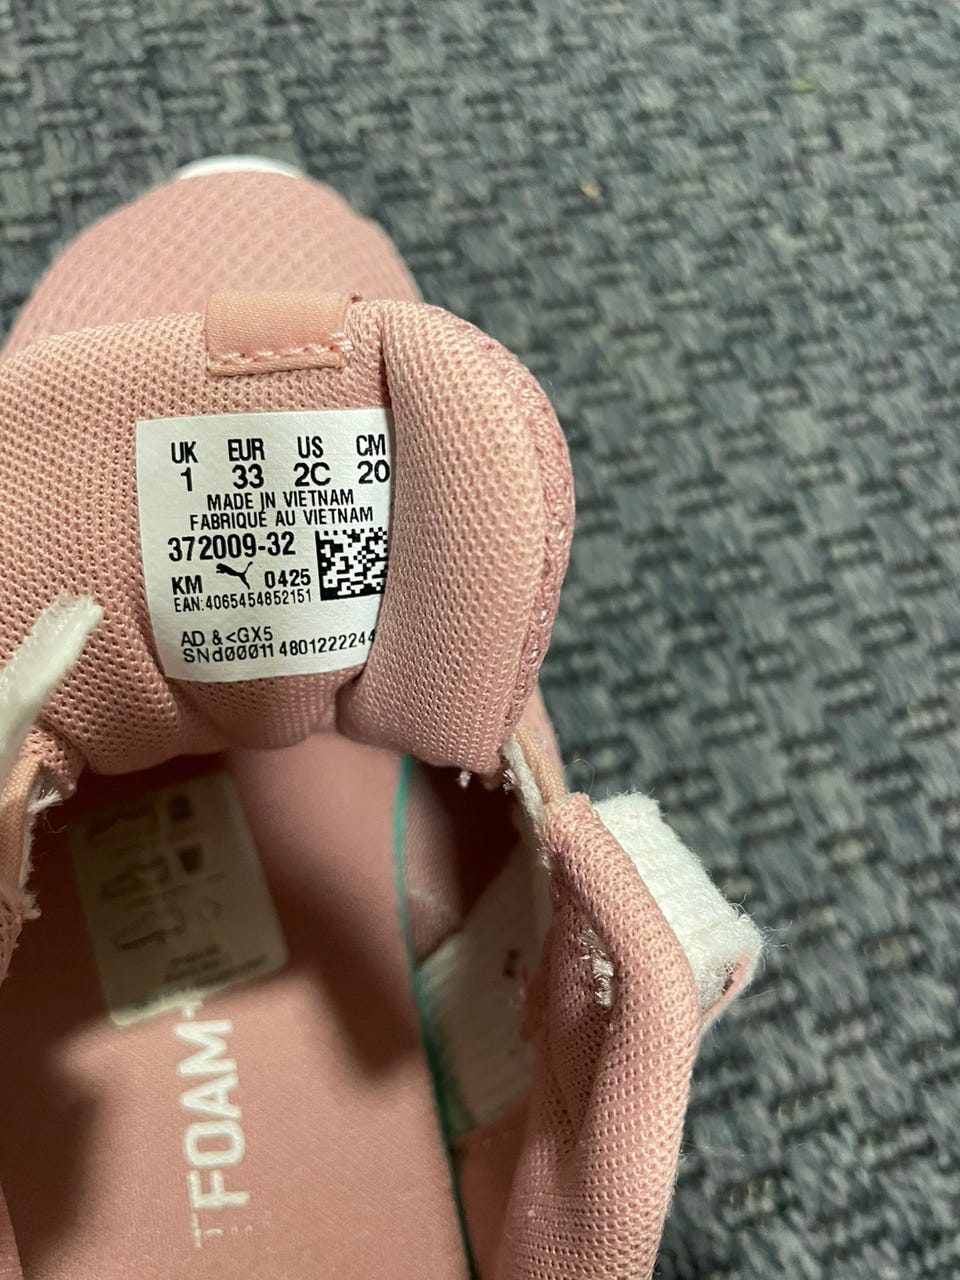 UK EUR US CM
1 33 2C 20
MADE IN VIETNAM
FABRIQUÉ AU VIETNAM
372009-32
KM 0425
EAN:4065454852151
AD &<GX5
SNd00011 4801222244
FOAM+